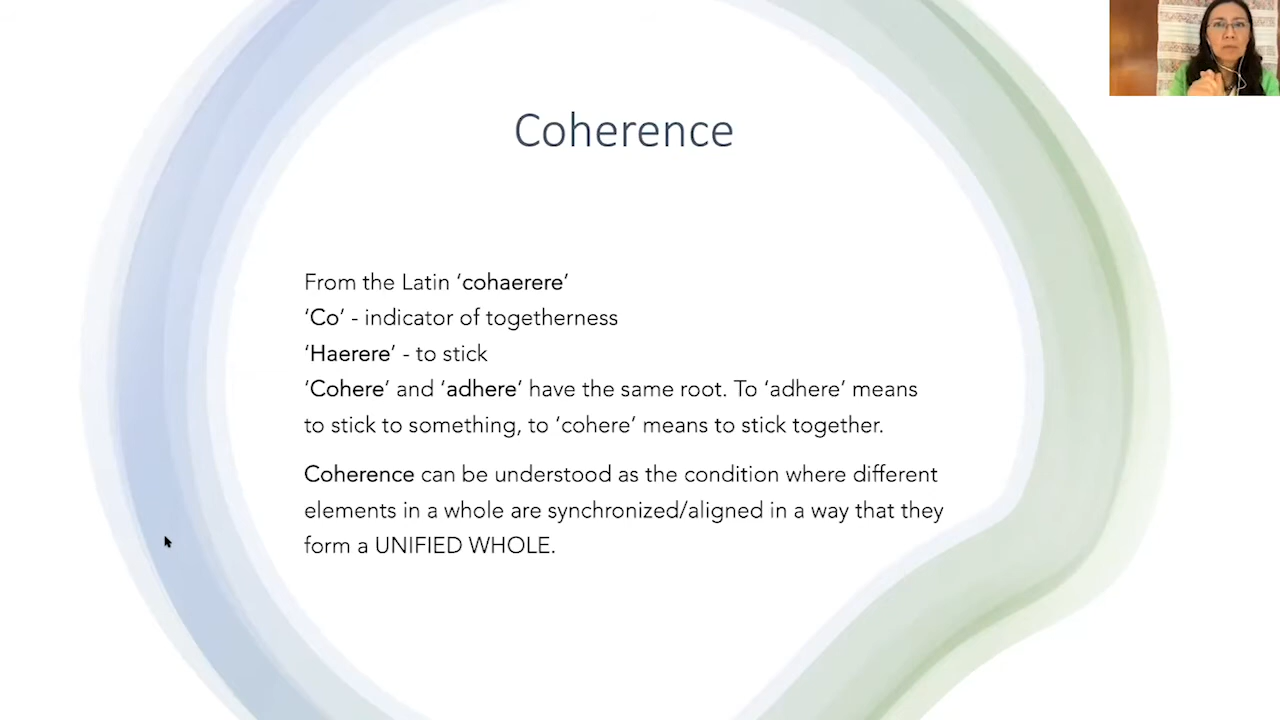 Coherence
From the Latin ‘cohaerere’
‘Co’ - indicator of togetherness
‘Haerere’ - to stick
‘Cohere’ and ‘adhere’ have the same root. To ‘adhere’ means
to stick to something, to ‘cohere’ means to stick together.
Coherence can be understood as the condition where different
elements in a whole are synchronized/aligned in a way that they
form a UNIFIED WHOLE.